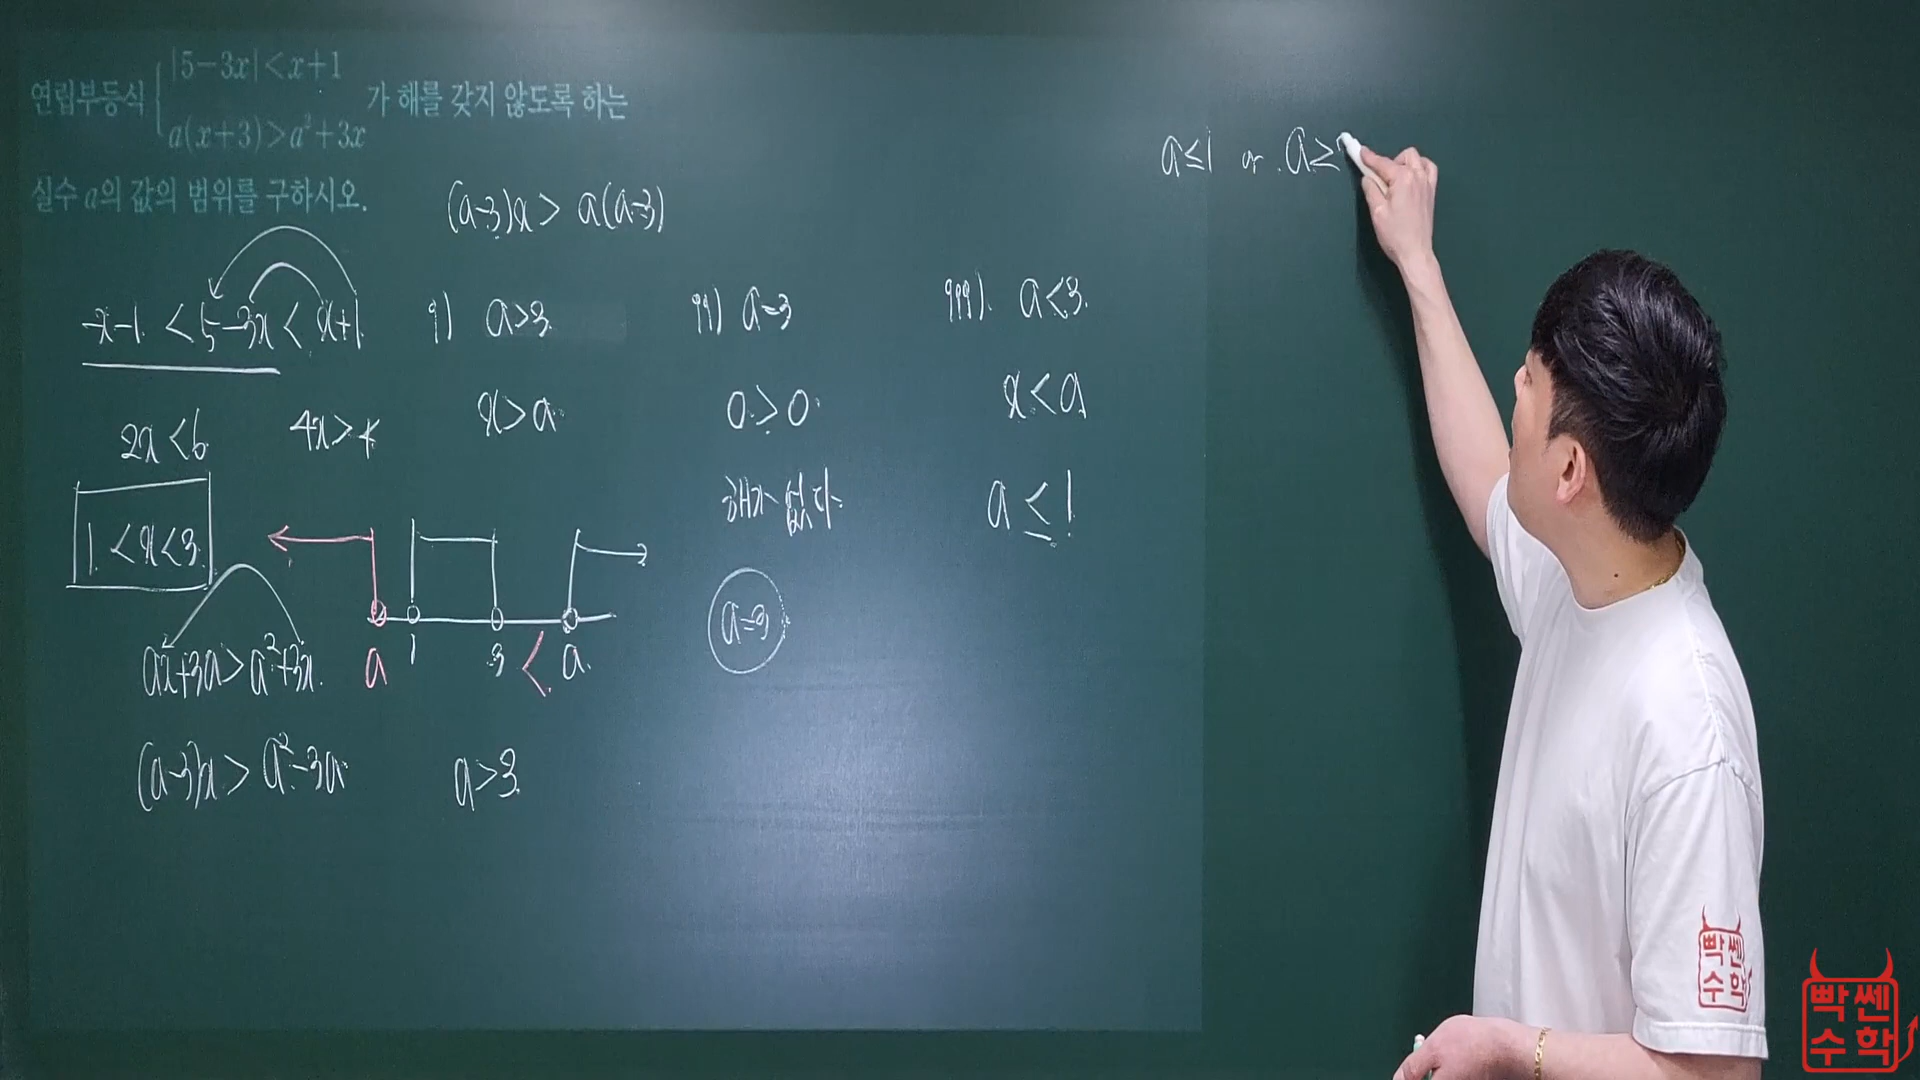 연립부등식 { |5-3x|<x+1
a(x+3)>a²+3x 가 해를 갖지 않도록 하는
실수 a의 값의 범위를 구하시오.
(a-3)x > a(a-3)
-x-1 < 5-3x < x+1
2x<6 4x>4
1<x<3
ax+3a>a²+3x
(a-3)x > a²-3a
i) a>3
x>a
a 1 3 < a
a>3
ii) a=3
0>0
해가 없다
a=3
iii) a<3
x<a
a≤1
a≤1 or a≥
빡쎈
수학
빡쎈
수학